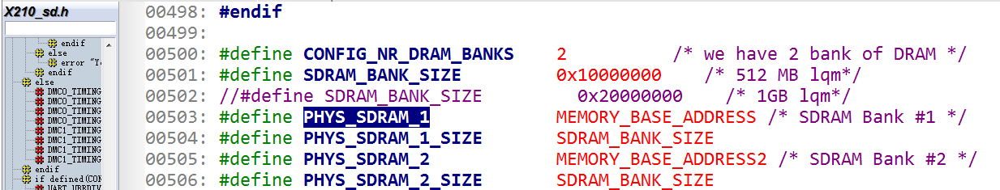 X210_sd.h
endif
else
error "Y
endif
else
DMC0_TIMING
DMC0_TIMING
DMC0_TIMING
DMC0_TIMING
DMC1_TIMING
DMC1_TIMING
DMC1_TIMING
DMC1_TIMING
endif
if defined(CON
UART_UBRDIV
00498: #endif
00499:
00500: #define CONFIG_NR_DRAM_BANKS 2 /* we have 2 bank of DRAM */
00501: #define SDRAM_BANK_SIZE 0x10000000 /* 512 MB lqm*/
00502: //#define SDRAM_BANK_SIZE 0x20000000 /* 1GB lqm*/
00503: #define PHYS_SDRAM_1 MEMORY_BASE_ADDRESS /* SDRAM Bank #1 */
00504: #define PHYS_SDRAM_1_SIZE SDRAM_BANK_SIZE
00505: #define PHYS_SDRAM_2 MEMORY_BASE_ADDRESS2 /* SDRAM Bank #2 */
00506: #define PHYS_SDRAM_2_SIZE SDRAM_BANK_SIZE